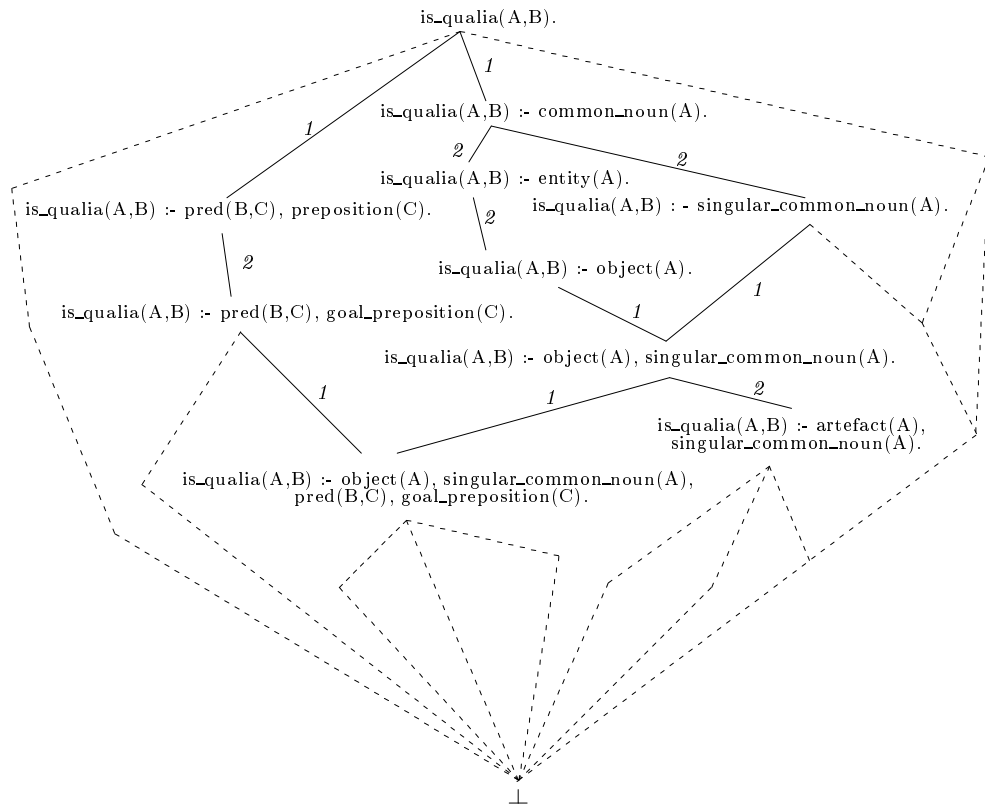 is_qualia(A,B).
1
is_qualia(A,B) :- common_noun(A).
1
2
2
is_qualia(A,B) :- entity(A).
is_qualia(A,B) :- pred(B,C), preposition(C).
is_qualia(A,B) : - singular_common_noun(A).
2
2
is_qualia(A,B) :- object(A).
1
is_qualia(A,B) :- pred(B,C), goal_preposition(C).
1
is_qualia(A,B) :- object(A), singular_common_noun(A).
1
1
2
is_qualia(A,B) :- artefact(A),
singular_common_noun(A).
is_qualia(A,B) :- object(A), singular_common_noun(A),
pred(B,C), goal_preposition(C).
⊥